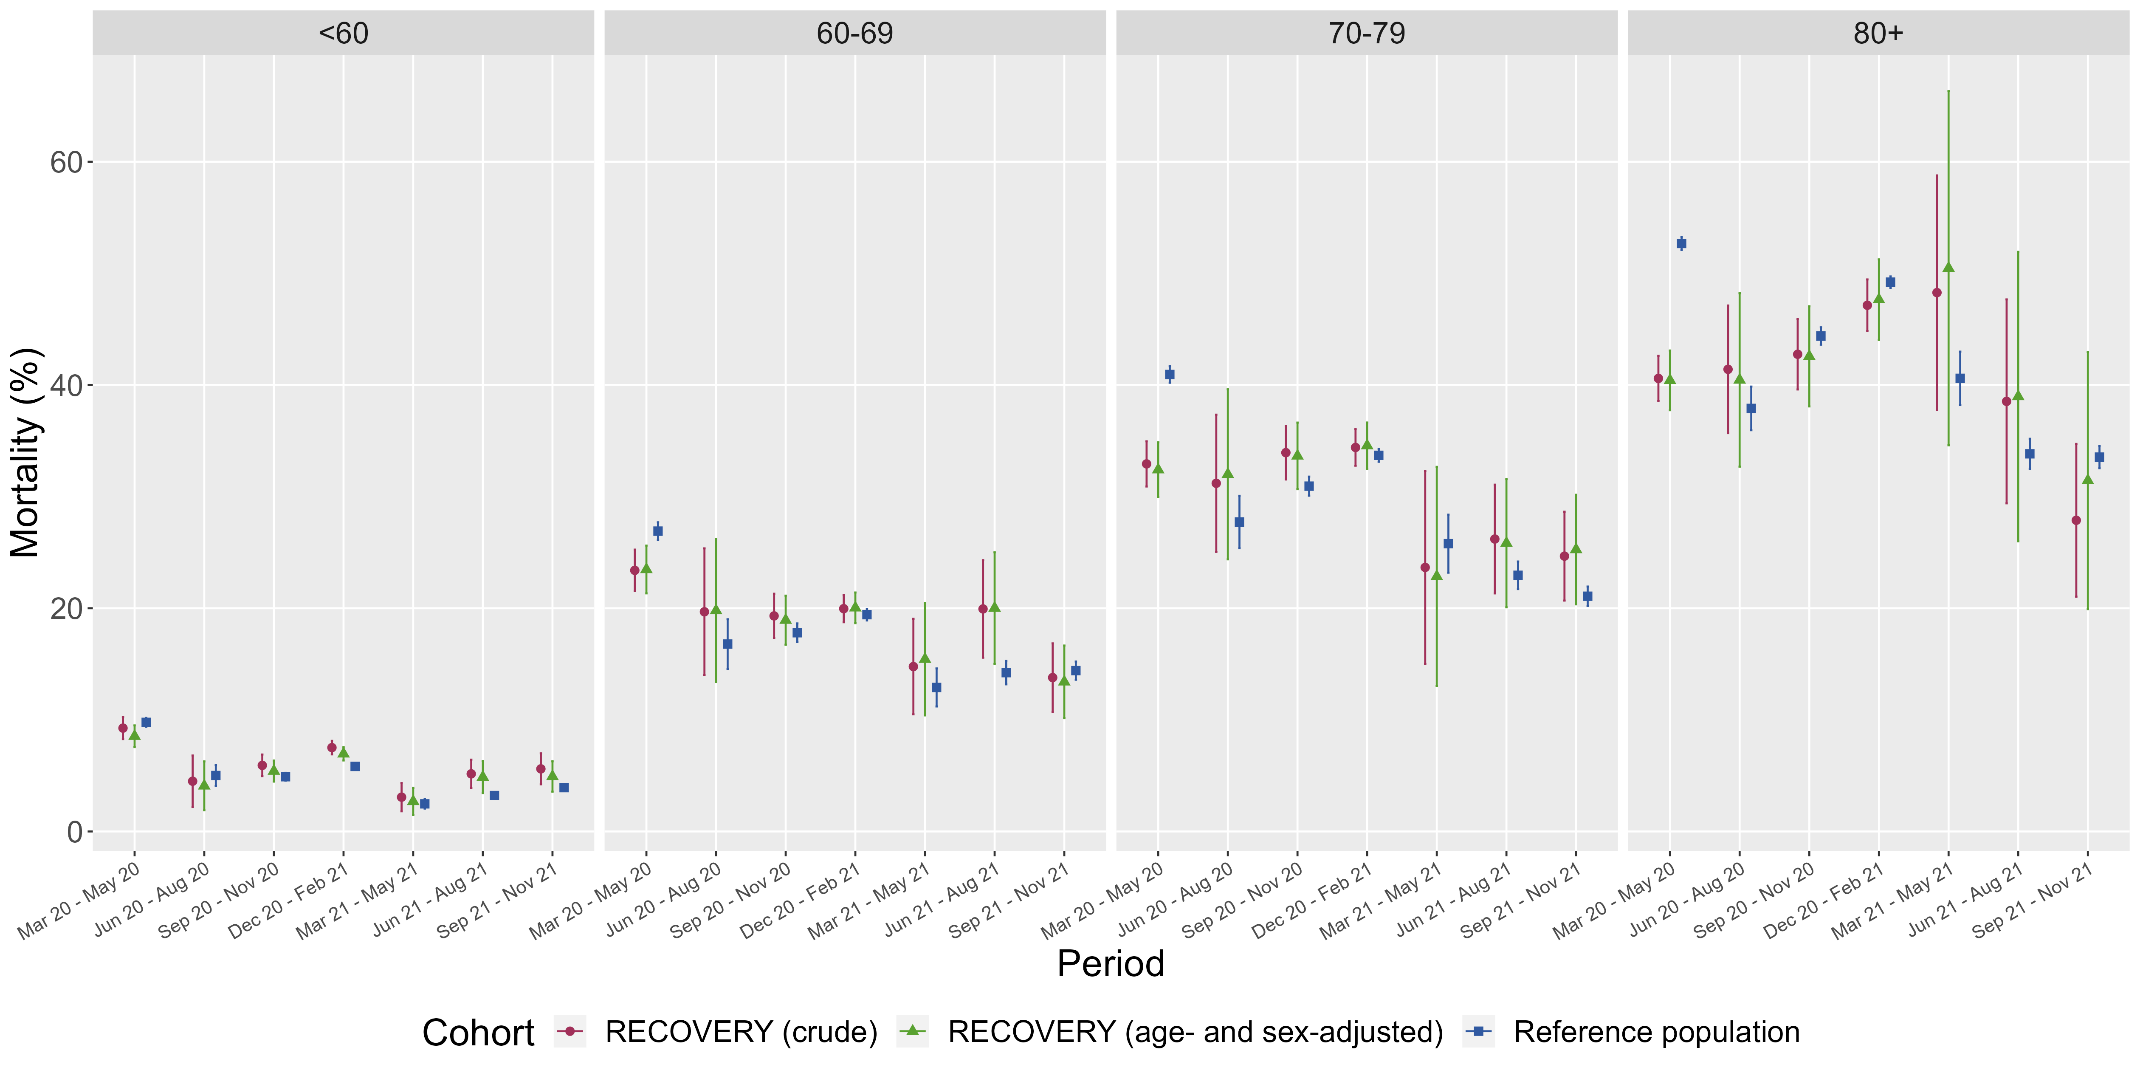 <60 60-69 70-79 80+
Mortality (%)
60
40
20
0
Mar 20 - May 20
Jun 20 - Aug 20
Sep 20 - Nov 20
Dec 20 - Feb 21
Mar 21 - May 21
Jun 21 - Aug 21
Sep 21 - Nov 21
Mar 20 - May 20
Jun 20 - Aug 20
Sep 20 - Nov 20
Dec 20 - Feb 21
Mar 21 - May 21
Jun 21 - Aug 21
Sep 21 - Nov 21
Mar 20 - May 20
Jun 20 - Aug 20
Sep 20 - Nov 20
Dec 20 - Feb 21
Mar 21 - May 21
Jun 21 - Aug 21
Sep 21 - Nov 21
Mar 20 - May 20
Jun 20 - Aug 20
Sep 20 - Nov 20
Dec 20 - Feb 21
Mar 21 - May 21
Jun 21 - Aug 21
Sep 21 - Nov 21
Period
Cohort RECOVERY (crude) RECOVERY (age- and sex-adjusted) Reference population